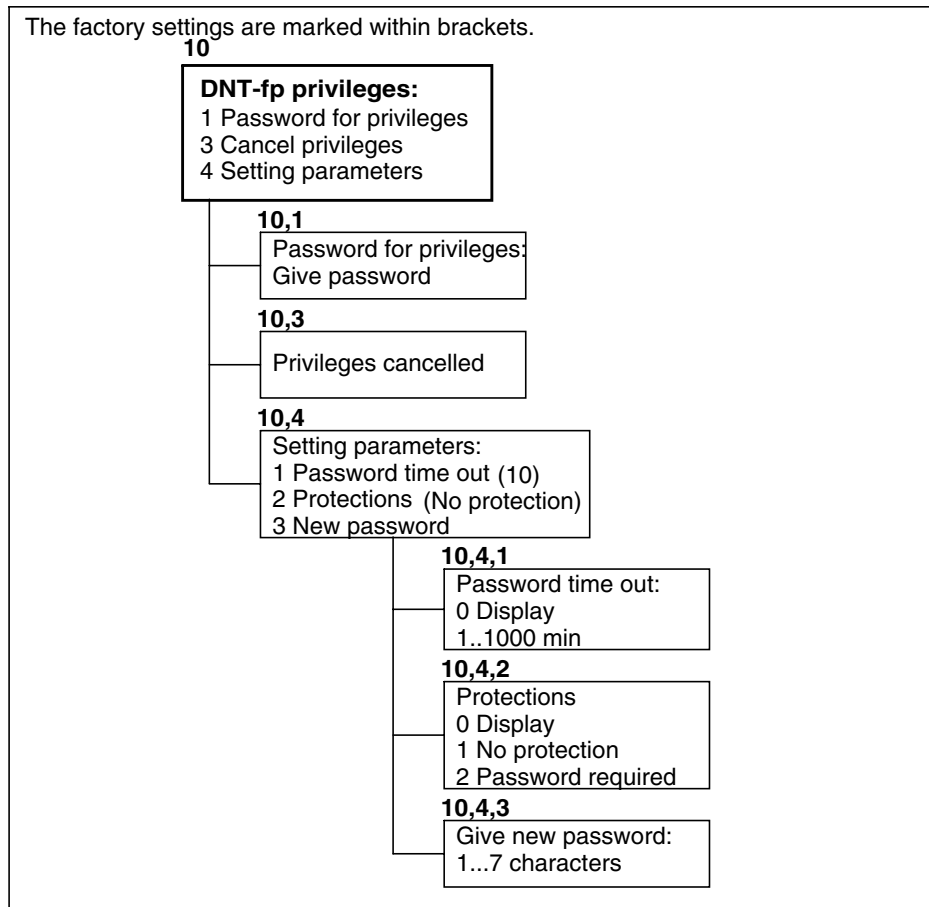 The factory settings are marked within brackets.
10
DNT-fp privileges:
1 Password for privileges
3 Cancel privileges
4 Setting parameters
10,1
Password for privileges:
Give password
10,3
Privileges cancelled
10,4
Setting parameters:
1 Password time out (10)
2 Protections (No protection)
3 New password
10,4,1
Password time out:
0 Display
1..1000 min
10,4,2
Protections
0 Display
1 No protection
2 Password required
10,4,3
Give new password:
1...7 characters